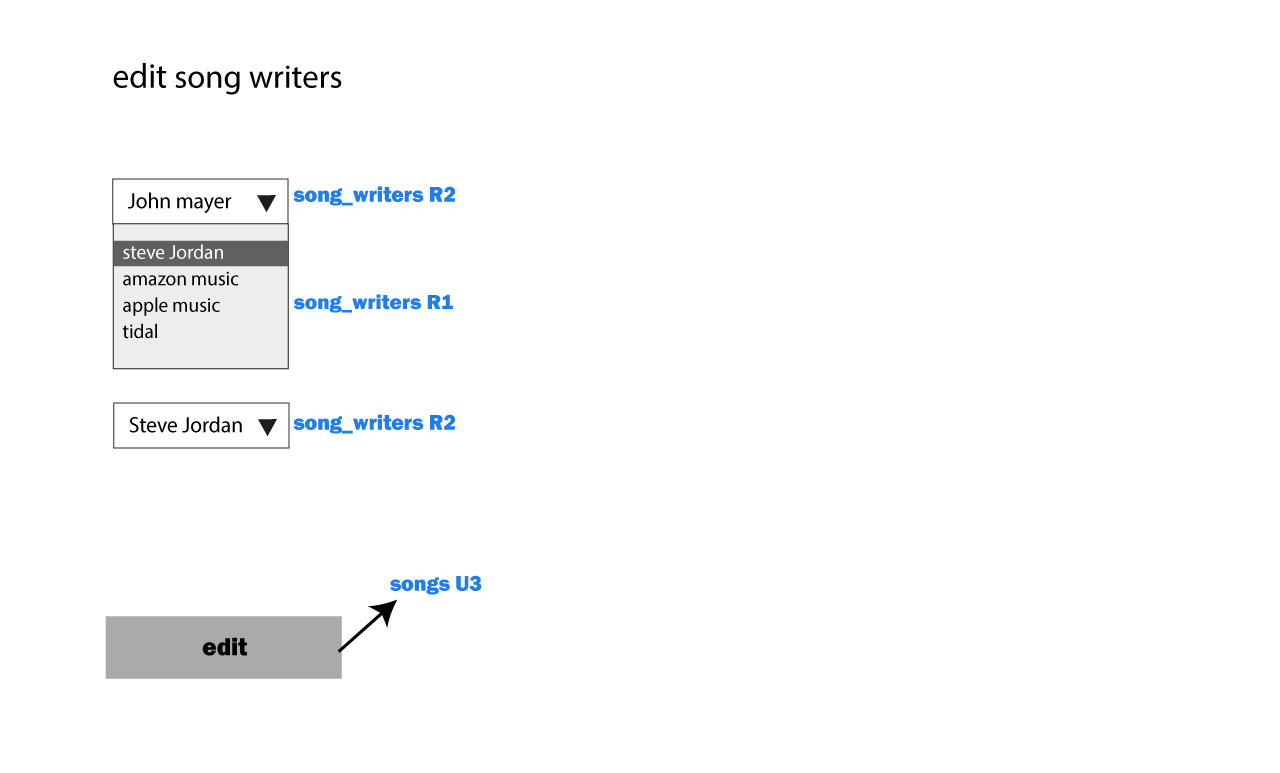 edit song writers
John mayer
song_writers R2
steve Jordan
amazon music
apple music
song_writers R1
tidal
Steve Jordan
song_writers R2
songs U3
edit